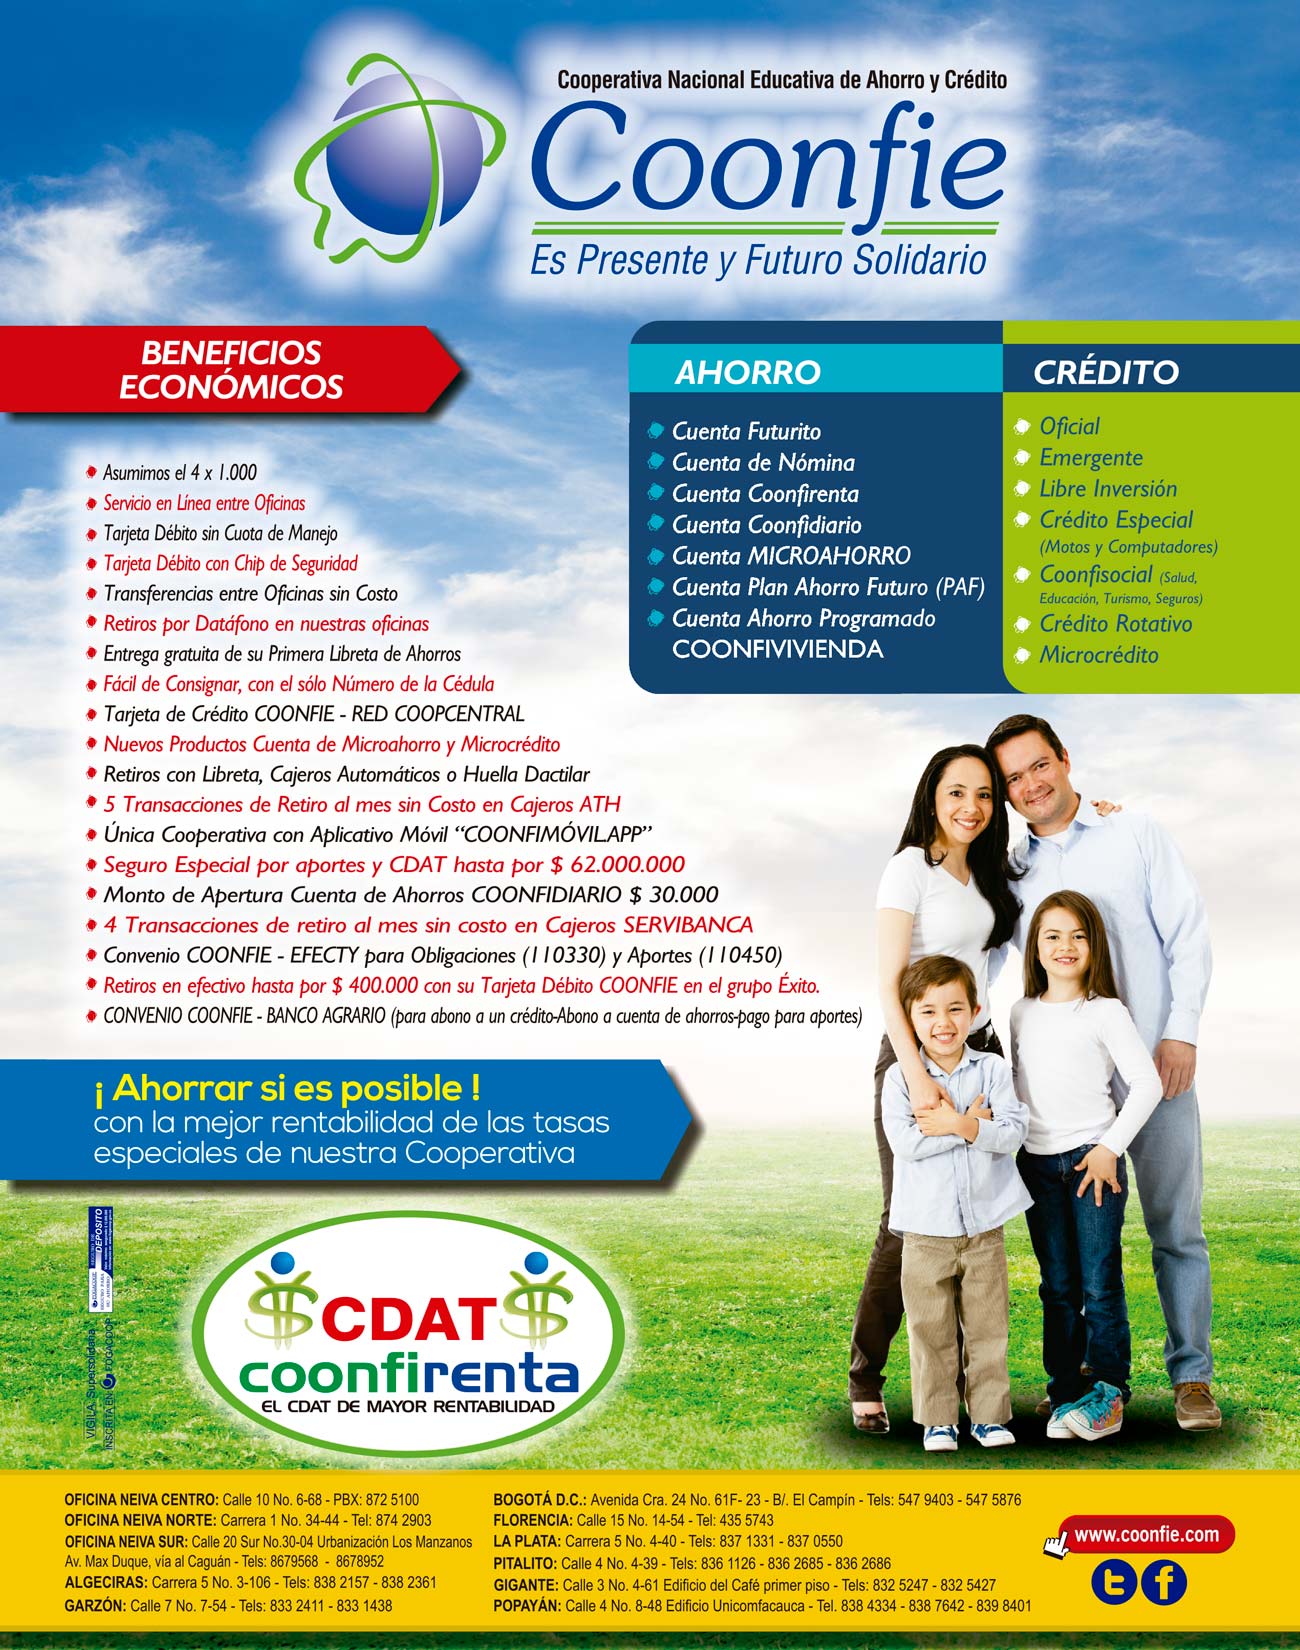 Cooperativa Nacional Educativa de Ahorro y Crédito
Coonfie
Es Presente y Futuro Solidario
BENEFICIOS
ECONÓMICOS
Asumimos el 4 x 1.000
Servicio en Línea entre Oficinas
Tarjeta Débito sin Cuota de Manejo
Tarjeta Débito con Chip de Seguridad
Transferencias entre Oficinas sin Costo
Retiros por Datáfono en nuestras oficinas
Entrega gratuita de su Primera Libreta de Ahorros
Fácil de Consignar, con el sólo Número de la Cédula
Tarjeta de Crédito COONFIE - RED COOPCENTRAL
Nuevos Productos Cuenta de Microahorro y Microcrédito
Retiros con Libreta, Cajeros Automáticos o Huella Dactilar
5 Transacciones de Retiro al mes sin Costo en Cajeros ATH
Única Cooperativa con Aplicativo Móvil “COONFIMÓVIL.APP”
Seguro Especial por aportes y CDAT hasta por $ 62.000.000
Monto de Apertura Cuenta de Ahorros COONFIDIARIO $ 30.000
4 Transacciones de retiro al mes sin costo en Cajeros SERVIBANCA
Convenio COONFIE - EFECTY para Obligaciones (110330) y Aportes (110450)
Retiros en efectivo hasta por $ 400.000 con su Tarjeta Débito COONFIE en el grupo Éxito.
CONVENIO COONFIE - BANCO AGRARIO (para abono a un crédito-Abono a cuenta de ahorros-pago para aportes)
AHORRO
Cuenta Futurito
Cuenta de Nómina
Cuenta Coonfirenta
Cuenta Coonfidiario
Cuenta MICROAHORRO
Cuenta Plan Ahorro Futuro (PAF)
Cuenta Ahorro Programado
COONFIVIVIENDA
CRÉDITO
Oficial
Emergente
Libre Inversión
Crédito Especial
(Motos y Computadores)
Coonfisocial (Salud,
Educación, Turismo, Seguros)
Crédito Rotativo
Microcrédito
¡ Ahorrar si es posible !
con la mejor rentabilidad de las tasas
especiales de nuestra Cooperativa
VIGILA. Supersolidaria
INSCRITA EN FOGACOOP
DEPOSITO
CDAT
coonfirenta
EL CDAT DE MAYOR RENTABILIDAD
OFICINA NEIVA CENTRO: Calle 10 No. 6-68 - PBX: 872 5100
OFICINA NEIVA NORTE: Carrera 1 No. 34-44 - Tel: 874 2903
OFICINA NEIVA SUR: Calle 20 Sur No.30-04 Urbanización Los Manzanos
Av. Max Duque, vía al Caguán - Tels: 8679568 - 8678952
ALGECIRAS: Carrera 5 No. 3-106 - Tels: 838 2157 - 838 2361
GARZÓN: Calle 7 No. 7-54 - Tels: 833 2411 - 833 1438
BOGOTÁ D.C.: Avenida Cra. 24 No. 61F- 23 - B/. El Campín - Tels: 547 9403 - 547 5876
FLORENCIA: Calle 15 No. 14-54 - Tel: 435 5743
LA PLATA: Carrera 5 No. 4-40 - Tels: 837 1331 - 837 0550
PITALITO: Calle 4 No. 4-39 - Tels: 836 1126 - 836 2685 - 836 2686
GIGANTE: Calle 3 No. 4-61 Edificio del Café primer piso - Tels: 832 5247 - 832 5427
POPAYÁN: Calle 4 No. 8-48 Edificio Unicomfacauca - Tel. 838 4334 - 838 7642 - 839 8401
www.coonfie.com